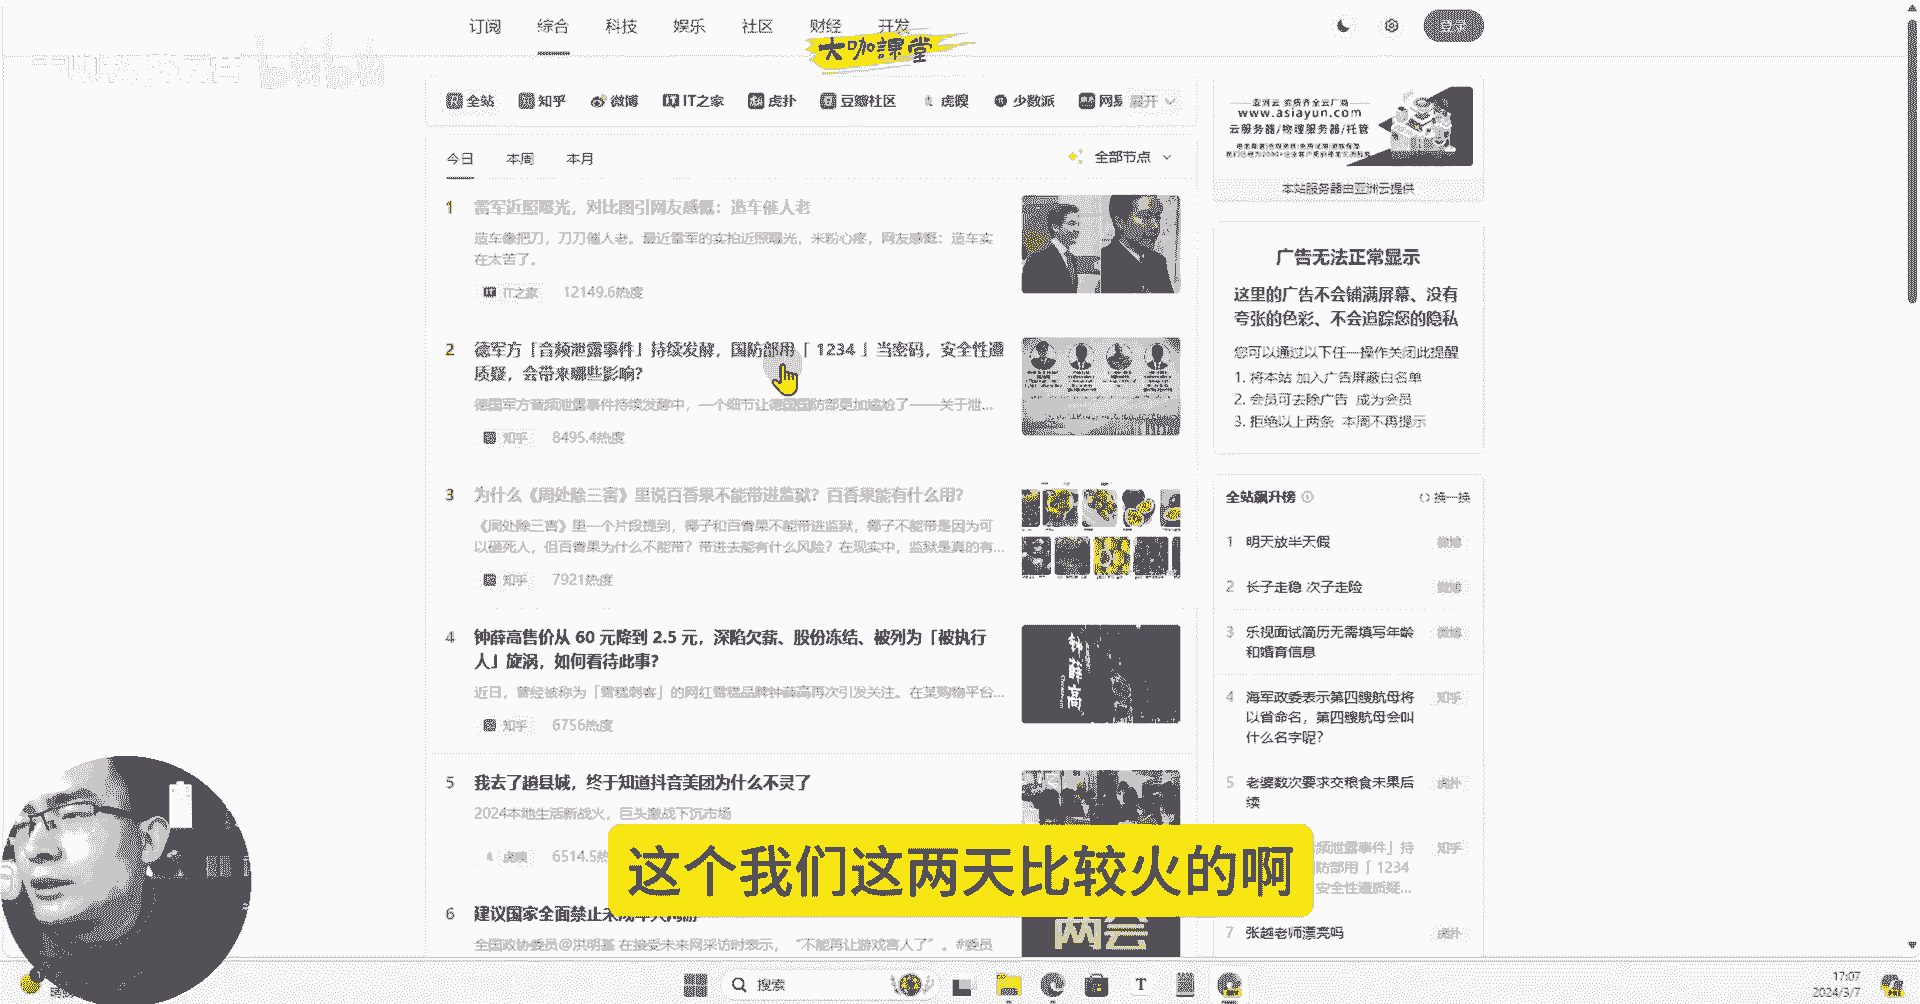 订阅 综合 科技 娱乐 社区 财经 开发
登录
大咖課堂
全站 知乎 微博 IT之家 虎扑 豆瓣社区 虎嗅 少数派 网易 展开
今日 本周 本月 全部节点
1 雷军近照曝光，对比图引网友感慨：造车催人老
造车像把刀，刀刀催人老。最近雷军的实拍近照曝光，米粉心疼，网友感慨：造车实
在太苦了。
IT之家 12149.6热度
2 德军方「音频泄露事件」持续发酵，国防部用「 1234 」当密码，安全性遭
质疑，会带来哪些影响？
德国军方音频泄露事件持续发酵中，一个细节让德国国防部更加尴尬了——关于泄...
知乎 8495.4热度
3 为什么《周处除三害》里说百香果不能带进监狱？百香果能有什么用？
《周处除三害》里一个片段提到，椰子和百香果不能带进监狱，椰子不能带是因为可
以砸死人，但百香果为什么不能带？带进去能有什么风险？在现实中，监狱是真的有...
知乎 7921热度
4 钟薛高售价从 60 元降到 2.5 元，深陷欠薪、股份冻结、被列为「被执行
人」旋涡，如何看待此事？
近日，曾经被称为「雪糕刺客」的网红雪糕品牌钟薛高再次引发关注。在某购物平台...
知乎 6756热度
钟薛高
5 我去了趟县城，终于知道抖音美团为什么不灵了
2024本地生活新战火，巨头激战下沉市场
虎嗅 6514.5热
6 建议国家全面禁止未成年人网游
全国政协委员@洪明基 在接受未来网采访时表示，“不能再让游戏害人了”。#委员
两会
亚洲云 资质齐全云厂商
www.asiayun.com
云服务器/物理服务器/托管
本站服务器由亚洲云提供
广告无法正常显示
这里的广告不会铺满屏幕、没有
夸张的色彩、不会追踪您的隐私
您可以通过以下任一操作关闭此提醒
1. 将本站 加入广告屏蔽白名单
2. 会员可去除广告 成为会员
3. 拒绝以上两条 本周不再提示
全站飙升榜 换一换
1 明天放半天假 微博
2 长子走稳 次子走险 微博
3 乐视面试简历无需填写年龄 微博
和婚育信息
4 海军政委表示第四艘航母将 知乎
以省命名，第四艘航母会叫
什么名字呢？
5 老婆数次要求交粮食未果后 虎扑
续
频泄露事件」持 知乎
防部用「 1234
安全性遭质疑...
7 张越老师漂亮吗 虎扑
这个我们这两天比较火的啊
搜索
17:07
2024/3/7